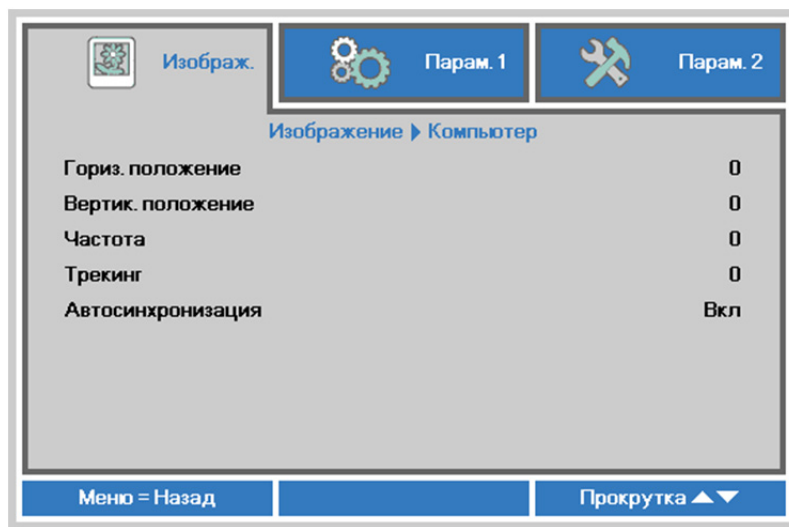 Изображ. Парам. 1 Парам. 2
Изображение ▶ Компьютер
Гориз. положение 0
Вертик. положение 0
Частота 0
Трекинг 0
Автосинхронизация Вкл
Меню = Назад Прокрутка ▲▼